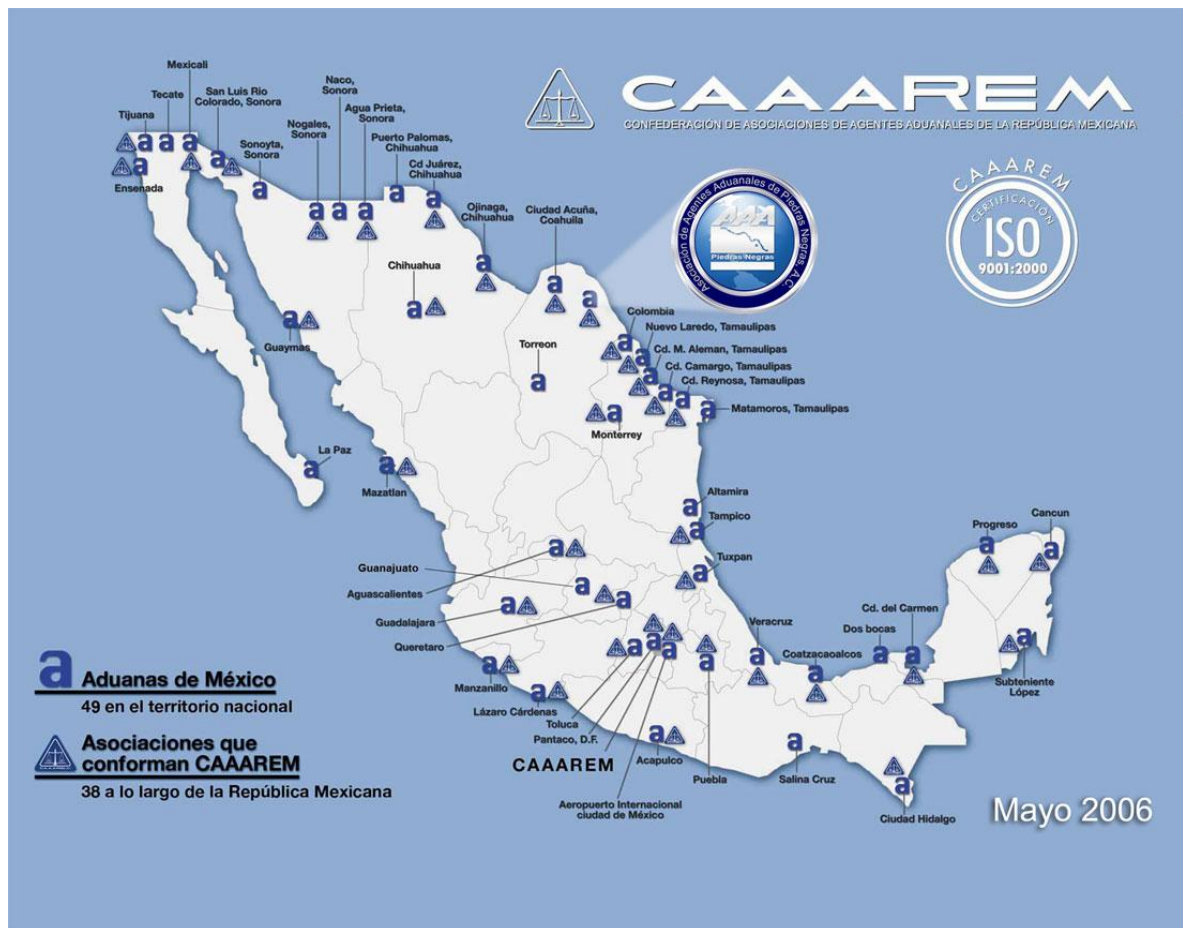 CAAAREM
CONFEDERACIÓN DE ASOCIACIONES DE AGENTES ADUANALES DE LA REPÚBLICA MEXICANA
Mexicali
Tecate
San Luis Rio
Colorado, Sonora
Tijuana
Ensenada
Sonoyta,
Sonora
Nogales,
Sonora
Naco,
Sonora
Agua Prieta,
Sonora
Puerto Palomas,
Chihuahua
Cd Juárez,
Chihuahua
Ojinaga,
Chihuahua
Ciudad Acuña,
Coahuila
Asociación de Agentes Aduanales de Piedras Negras, A.C.
AAA
Piedras Negras
CAAAREM
CERTIFICACIÓN
ISO
9001:2000
Chihuahua
Guaymas
Torreon
Colombia
Nuevo Laredo, Tamaulipas
Cd. M. Aleman, Tamaulipas
Cd. Camargo, Tamaulipas
Cd. Reynosa, Tamaulipas
Matamoros, Tamaulipas
Monterrey
La Paz
Mazatlan
Altamira
Tampico
Tuxpan
Progreso
Cancun
Guanajuato
Aguascalientes
Guadalajara
Queretaro
Manzanillo
Lázaro Cárdenas
Toluca
Pantaco, D.F.
CAAAREM
Aeropuerto Internacional
ciudad de México
Acapulco
Puebla
Veracruz
Coatzacaoalcos
Dos bocas
Cd. del Carmen
Subteniente
López
Salina Cruz
Ciudad Hidalgo
a Aduanas de México
49 en el territorio nacional
Asociaciones que
conforman CAAAREM
38 a lo largo de la República Mexicana
Mayo 2006